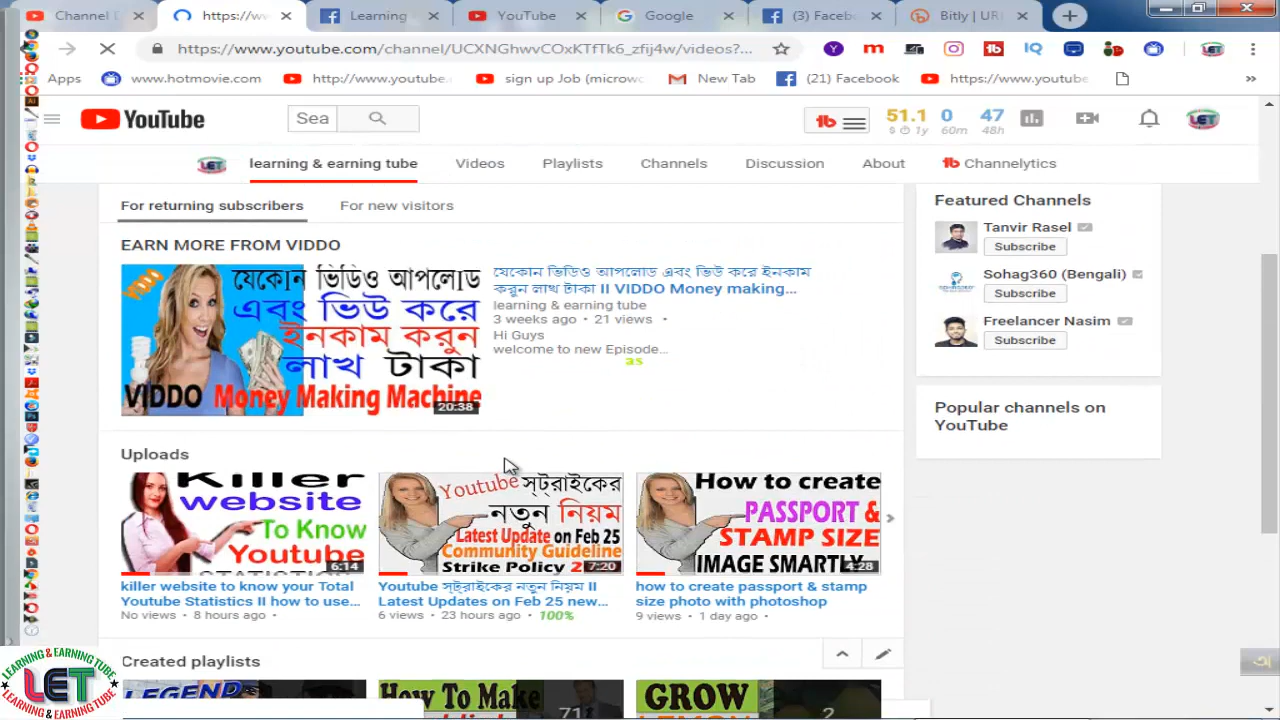 Channel
https://ww
Learning
YouTube
Google
(3) Facebo
Bitly | URL
https://www.youtube.com/channel/UCXNGhwvCOxKTfTk6_zfij4w/videos?...
Apps
www.hotmovie.com
http://www.youtube.
sign up Job (microw
New Tab
(21) Facebook
https://www.youtube
YouTube
Sea
51.1 0 47
1y 60m 48h
learning & earning tube Videos Playlists Channels Discussion About Channelytics
For returning subscribers For new visitors
EARN MORE FROM VIDDO
যেকোন ভিডিও আপলোড
এবং ভিউ করে
ইনকাম করুন
লাখ টাকা
VIDDO Money Making Machine
20:38
যেকোন ভিডিও আপলোড এবং ভিউ করে ইনকাম
করুন লাখ টাকা II VIDDO Money making...
learning & earning tube
3 weeks ago • 21 views •
Hi Guys
welcome to new Episode...
as
Featured Channels
Tanvir Rasel
Subscribe
Sohag360 (Bengali)
Subscribe
Freelancer Nasim
Subscribe
Popular channels on
YouTube
Uploads
Killer
website
To Know
Youtube
6:14
killer website to know your Total
Youtube Statistics II how to use...
No views • 8 hours ago •
Youtube স্ট্রাইকের
নতুন নিয়ম
Latest Update on Feb 25
Community Guideline
Strike Policy 2
7:20
Youtube স্ট্রাইকের নতুন নিয়ম II
Latest Updates on Feb 25 new...
6 views • 23 hours ago • 100%
How to create
PASSPORT &
STAMP SIZE
IMAGE SMARTLY
4:28
how to create passport & stamp
size photo with photoshop
9 views • 1 day ago •
Created playlists
LEGEND
How To Make
71
GROW
LEMON
2
LEARNING & EARNING TUBE
LET
LEARNING & EARNING TUBE